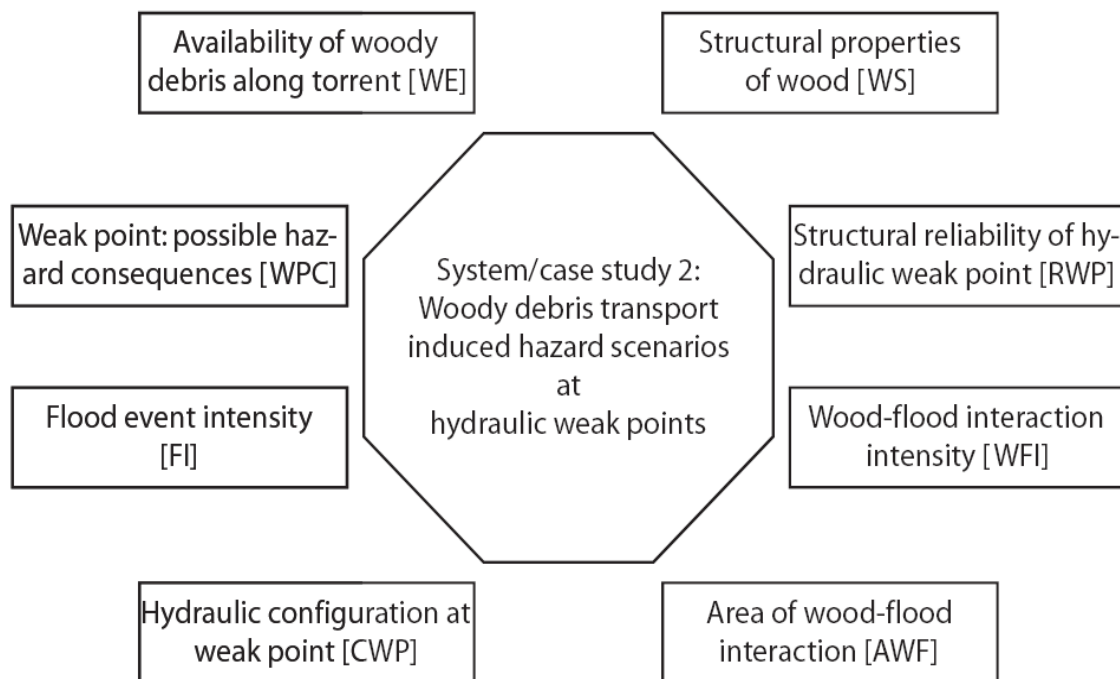 Availability of woody
debris along torrent [WE]
Structural properties
of wood [WS]
Weak point: possible haz-
ard consequences [WPC]
Structural reliability of hy-
draulic weak point [RWP]
System/case study 2:
Woody debris transport
induced hazard scenarios
at
hydraulic weak points
Flood event intensity
[FI]
Wood-flood interaction
intensity [WFI]
Hydraulic configuration at
weak point [CWP]
Area of wood-flood
interaction [AWF]